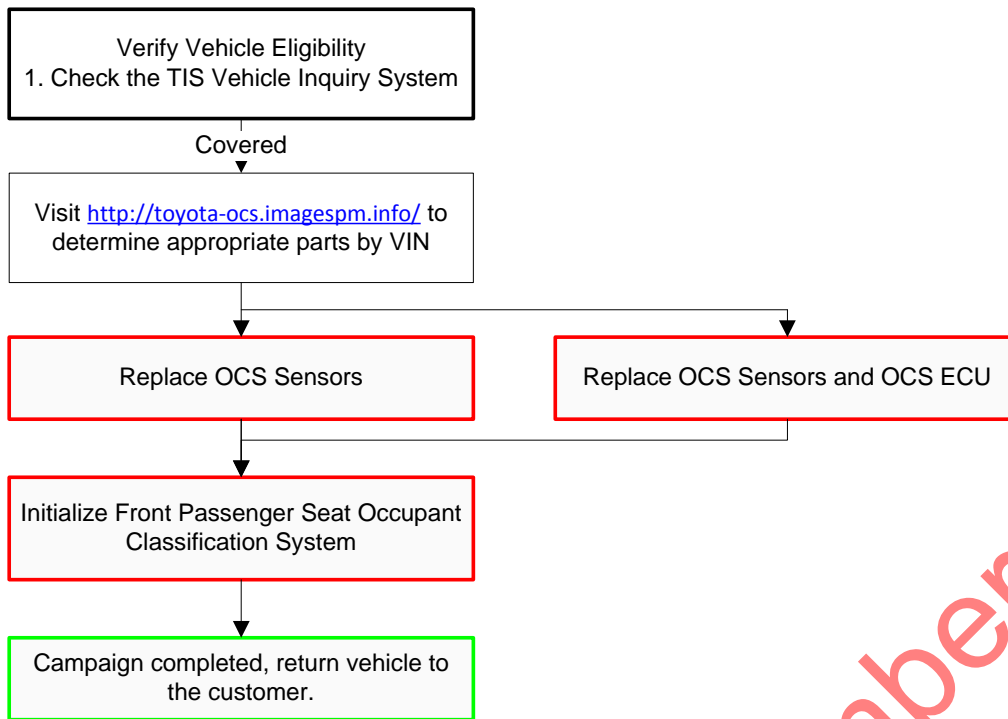 Verify Vehicle Eligibility
1. Check the TIS Vehicle Inquiry System
Covered
Visit http://toyota-ocs.imagespm.info/ to
determine appropriate parts by VIN
Replace OCS Sensors
Replace OCS Sensors and OCS ECU
Initialize Front Passenger Seat Occupant
Classification System
Campaign completed, return vehicle to
the customer.